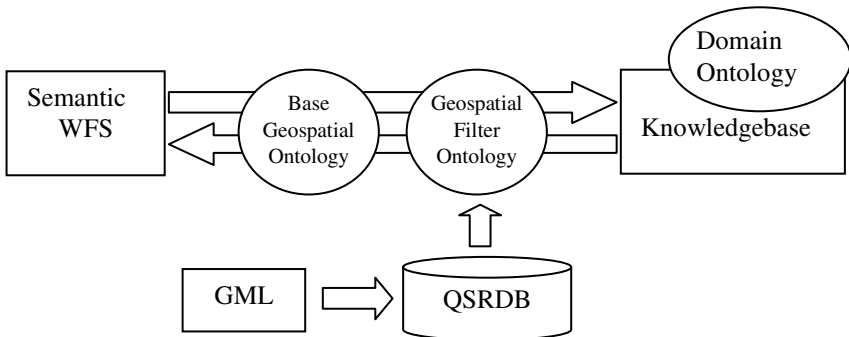 Semantic
WFS
Base
Geospatial
Ontology
Geospatial
Filter
Ontology
Domain
Ontology
Knowledgebase
GML
QSRDB